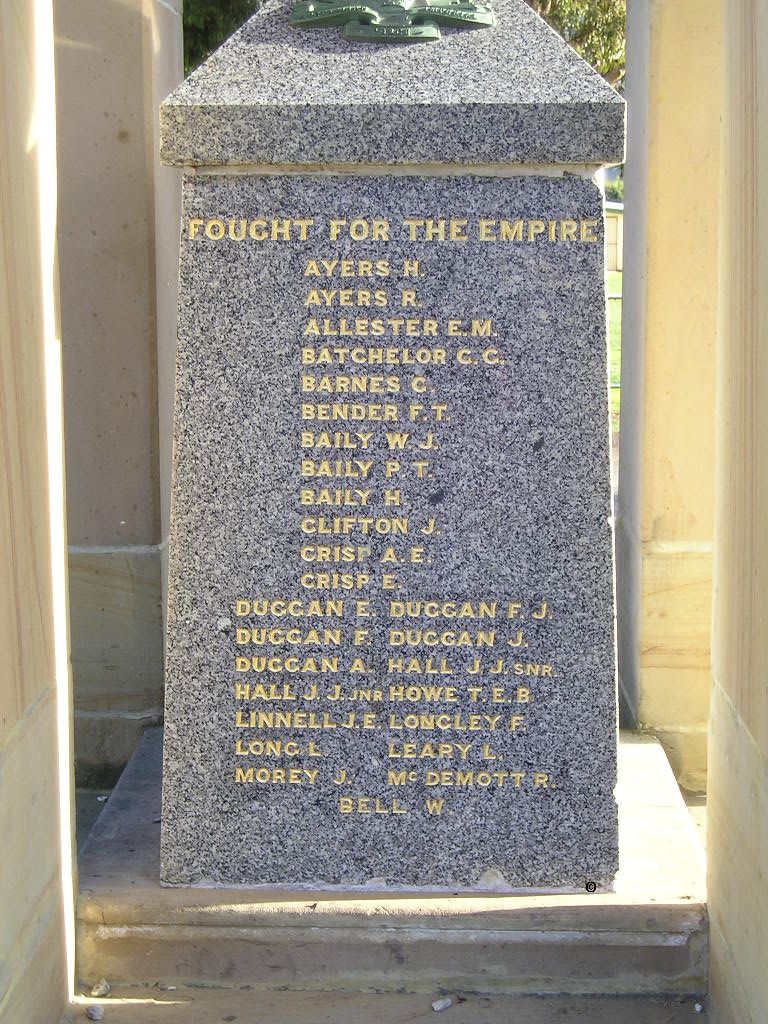 FOUGHT FOR THE EMPIRE
AYERS H.
AYERS R.
ALLESTER E.M.
BATCHELOR C.G.
BARNES C.
BENDER F.T.
BAILY W.J.
BAILY P.T.
BAILY H.
CLIFTON J.
CRISP A.E.
CRISP E.
DUGGAN E. DUGGAN F.J.
DUGGAN F. DUGGAN J.
DUGGAN A. HALL J.J. SNR.
HALL J.J. JNR HOWE T.E.B.
LINNELL J.E. LONGLEY F.
LONG L. LEARY L.
MOREY J. Mc DEMOTT R.
BELL W.